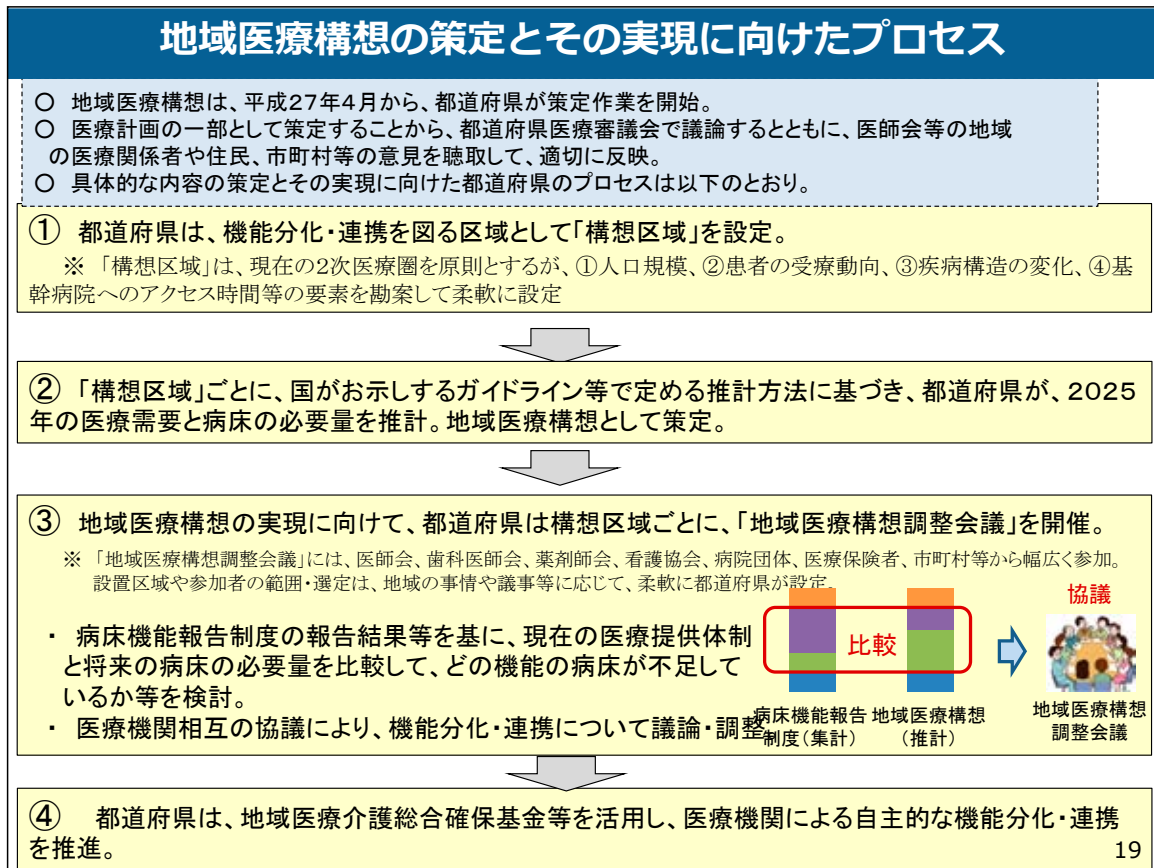 地域医療構想の策定とその実現に向けたプロセス
○ 地域医療構想は、平成27年4月から、都道府県が策定作業を開始。
○ 医療計画の一部として策定することから、都道府県医療審議会で議論するとともに、医師会等の地域
の医療関係者や住民、市町村等の意見を聴取して、適切に反映。
○ 具体的な内容の策定とその実現に向けた都道府県のプロセスは以下のとおり。
① 都道府県は、機能分化・連携を図る区域として「構想区域」を設定。
※ 「構想区域」は、現在の2次医療圏を原則とするが、①人口規模、②患者の受療動向、③疾病構造の変化、④基
幹病院へのアクセス時間等の要素を勘案して柔軟に設定
② 「構想区域」ごとに、国がお示しするガイドライン等で定める推計方法に基づき、都道府県が、2025
年の医療需要と病床の必要量を推計。地域医療構想として策定。
③ 地域医療構想の実現に向けて、都道府県は構想区域ごとに、「地域医療構想調整会議」を開催。
※ 「地域医療構想調整会議」には、医師会、歯科医師会、薬剤師会、看護協会、病院団体、医療保険者、市町村等から幅広く参加。
設置区域や参加者の範囲・選定は、地域の事情や議事等に応じて、柔軟に都道府県が設定。
・ 病床機能報告制度の報告結果等を基に、現在の医療提供体制
と将来の病床の必要量を比較して、どの機能の病床が不足して
いるか等を検討。
・ 医療機関相互の協議により、機能分化・連携について議論・調整。
比較
協議
病床機能報告
制度(集計)
地域医療構想
(推計)
地域医療構想
調整会議
④ 都道府県は、地域医療介護総合確保基金等を活用し、医療機関による自主的な機能分化・連携
を推進。
19